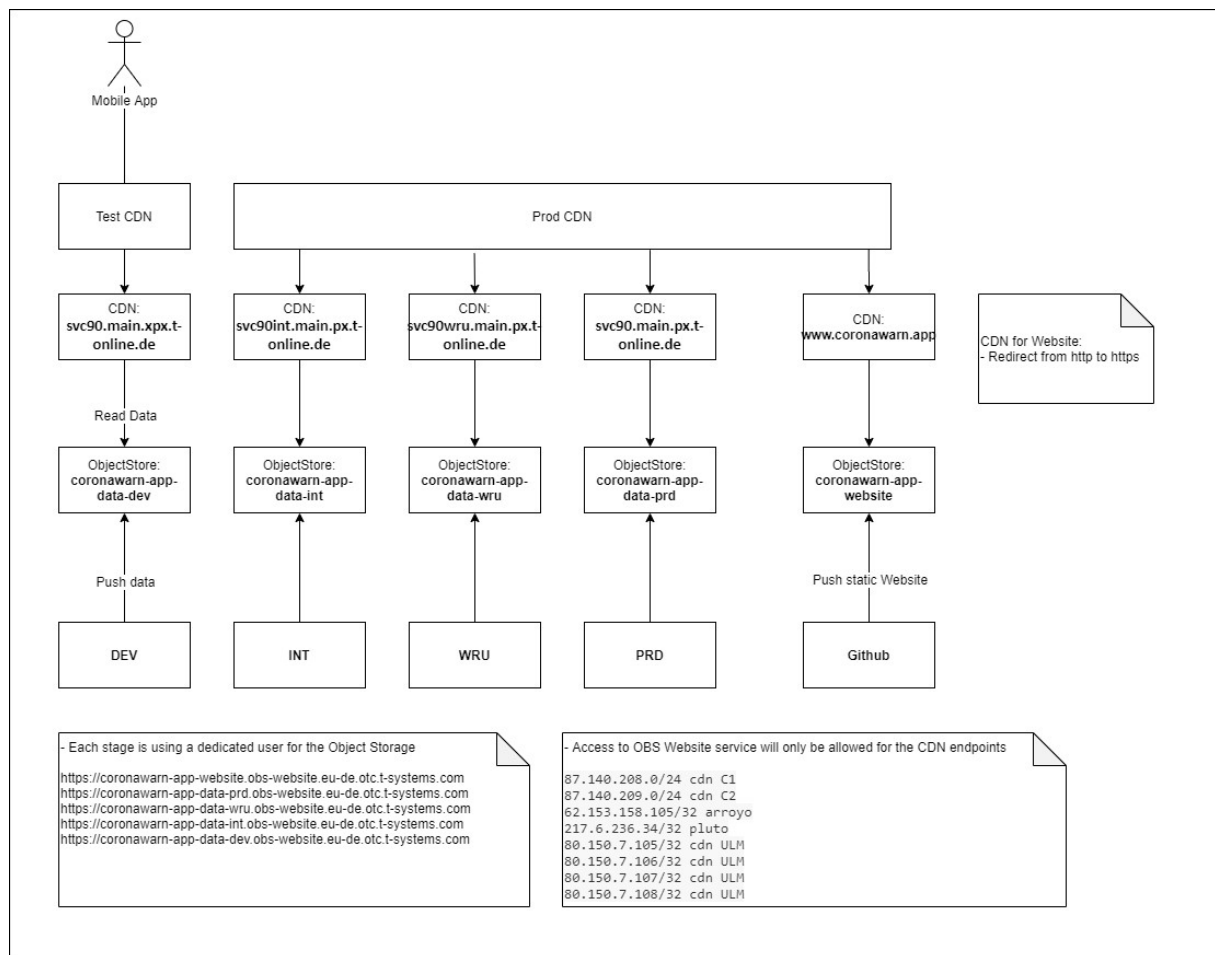 Mobile App
Test CDN
Prod CDN
CDN:
svc90.main.xpx.t-
online.de
CDN:
svc90int.main.px.t-
online.de
CDN:
svc90wru.main.px.t-
online.de
CDN:
svc90.main.px.t-
online.de
CDN:
www.coronawarn.app
CDN for Website:
- Redirect from http to https
Read Data
ObjectStore:
coronawarn-app-
data-dev
ObjectStore:
coronawarn-app-
data-int
ObjectStore:
coronawarn-app-
data-wru
ObjectStore:
coronawarn-app-
data-prd
ObjectStore:
coronawarn-app-
website
Push data
Push static Website
DEV
INT
WRU
PRD
Github
- Each stage is using a dedicated user for the Object Storage
https://coronawarn-app-website.obs-website.eu-de.otc.t-systems.com
https://coronawarn-app-data-prd.obs-website.eu-de.otc.t-systems.com
https://coronawarn-app-data-wru.obs-website.eu-de.otc.t-systems.com
https://coronawarn-app-data-int.obs-website.eu-de.otc.t-systems.com
https://coronawarn-app-data-dev.obs-website.eu-de.otc.t-systems.com
- Access to OBS Website service will only be allowed for the CDN endpoints
87.140.208.0/24 cdn C1
87.140.209.0/24 cdn C2
62.153.158.105/32 arroyo
217.6.236.34/32 pluto
80.150.7.105/32 cdn ULM
80.150.7.106/32 cdn ULM
80.150.7.107/32 cdn ULM
80.150.7.108/32 cdn ULM